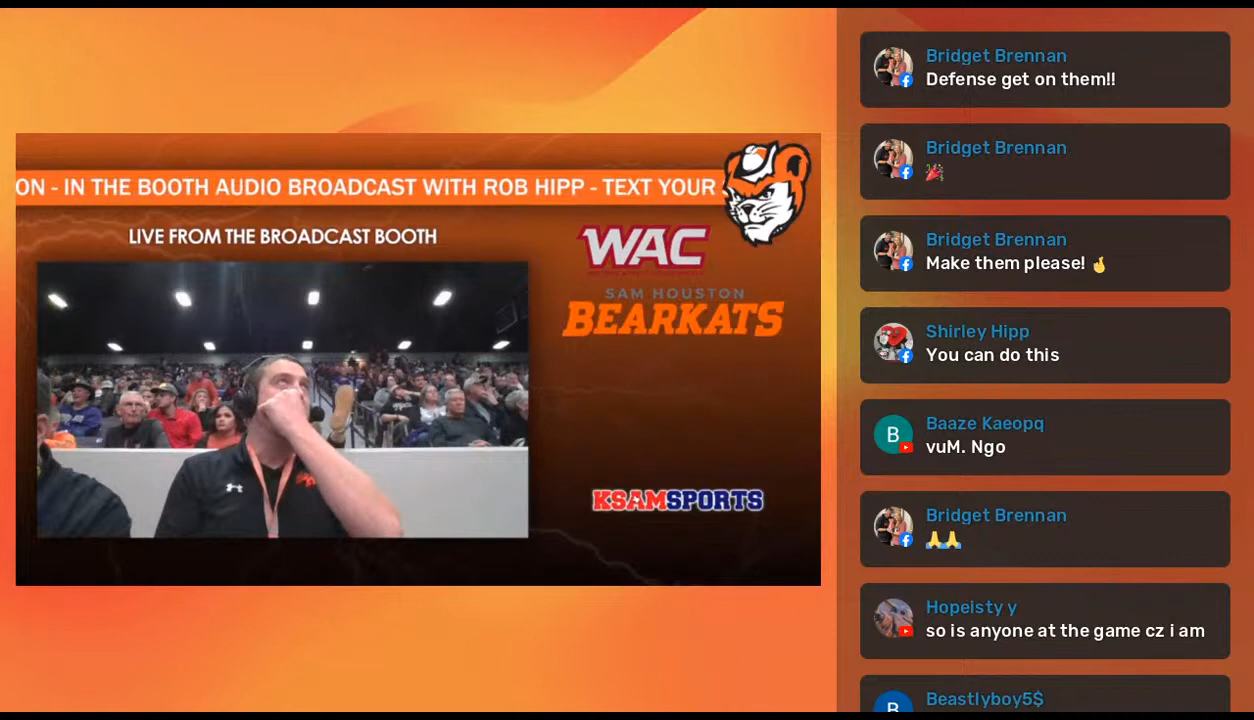 ON - IN THE BOOTH AUDIO BROADCAST WITH ROB HIPP - TEXT YOUR
LIVE FROM THE BROADCAST BOOTH
WAC
SAM HOUSTON
BEARKATS
KSAMSPORTS
Bridget Brennan
Defense get on them!!
Bridget Brennan
🎉
Bridget Brennan
Make them please! 🤞
Shirley Hipp
You can do this
B
Baaze Kaeopq
vuM. Ngo
Bridget Brennan
🙏🙏
Hopeisty y
so is anyone at the game cz i am
B
Beastlyboy5$